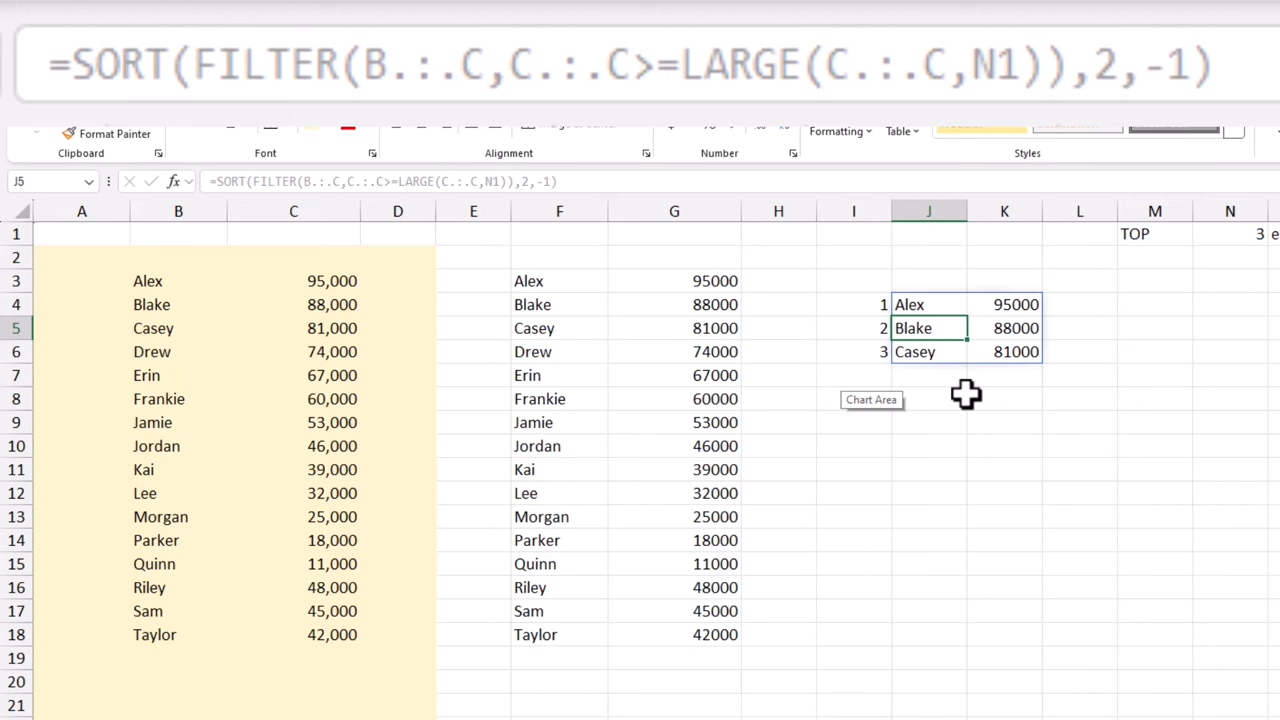 =SORT(FILTER(B.:.C,C.:.C>=LARGE(C.:.C,N1)),2,-1)
Format Painter
Formatting
Table
Clipboard
Font
Alignment
Number
Styles
J5
fx
=SORT(FILTER(B.:.C,C.:.C>=LARGE(C.:.C,N1)),2,-1)
A B C D E F G H I J K L M N
1 TOP 3 e
2
3 Alex 95,000 Alex 95000
4 Blake 88,000 Blake 88000 1 Alex 95000
5 Casey 81,000 Casey 81000 2 Blake 88000
6 Drew 74,000 Drew 74000 3 Casey 81000
7 Erin 67,000 Erin 67000
8 Frankie 60,000 Frankie 60000 Chart Area
9 Jamie 53,000 Jamie 53000
10 Jordan 46,000 Jordan 46000
11 Kai 39,000 Kai 39000
12 Lee 32,000 Lee 32000
13 Morgan 25,000 Morgan 25000
14 Parker 18,000 Parker 18000
15 Quinn 11,000 Quinn 11000
16 Riley 48,000 Riley 48000
17 Sam 45,000 Sam 45000
18 Taylor 42,000 Taylor 42000
19
20
21